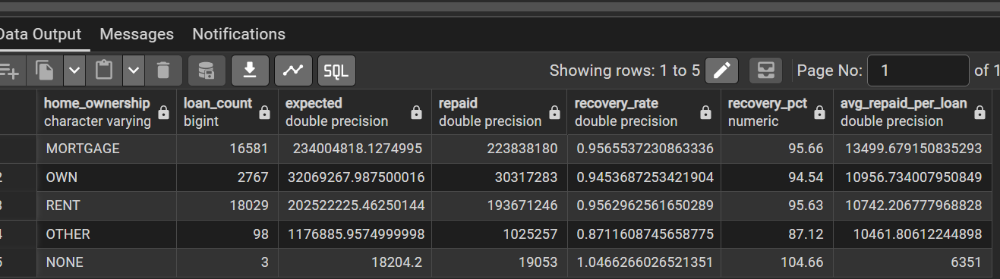 Data Output Messages Notifications
SQL Showing rows: 1 to 5 Page No: 1 of 1
home_ownership loan_count expected repaid recovery_rate recovery_pct avg_repaid_per_loan
character varying bigint double precision double precision double precision numeric double precision
MORTGAGE 16581 234004818.1274995 223838180 0.9565537230863336 95.66 13499.679150835293
2 OWN 2767 32069267.987500016 30317283 0.9453687253421904 94.54 10956.734007950849
3 RENT 18029 202522225.46250144 193671246 0.9562962561650289 95.63 10742.206777968828
4 OTHER 98 1176885.9574999998 1025257 0.8711608745658775 87.12 10461.80612244898
5 NONE 3 18204.2 19053 1.0466266026521351 104.66 6351